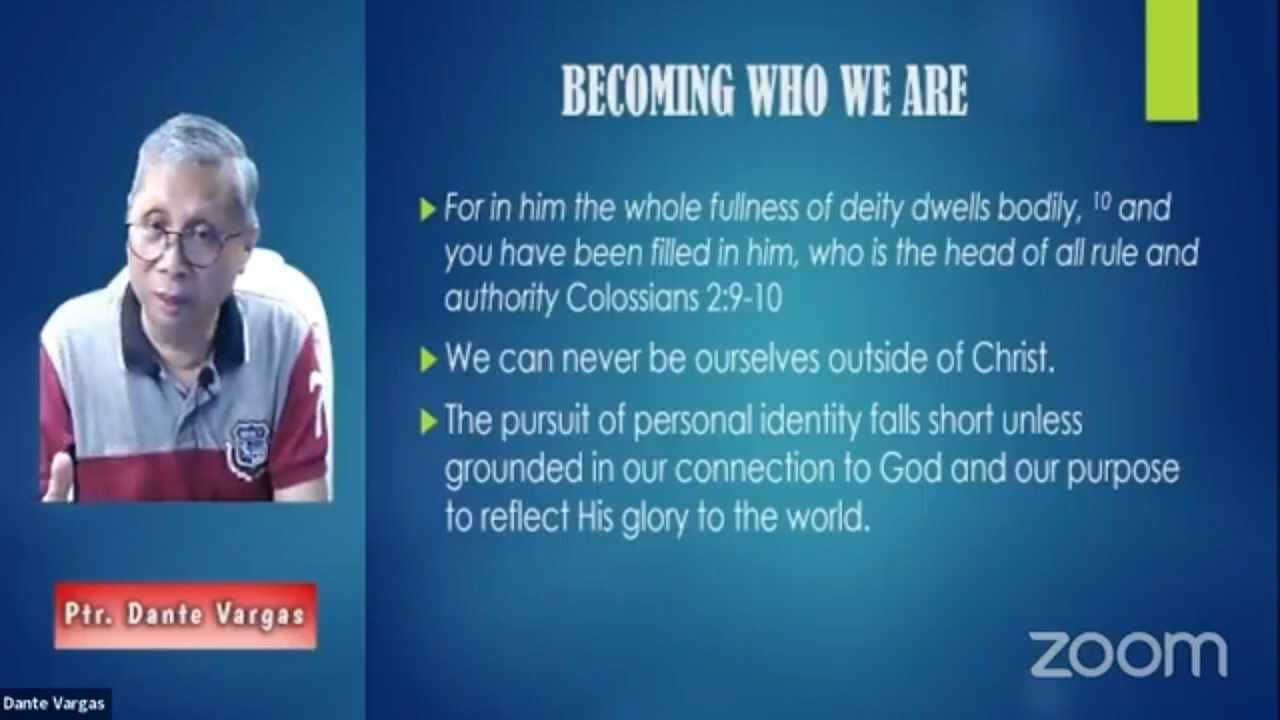 BECOMING WHO WE ARE
For in him the whole fullness of deity dwells bodily, ¹⁰ and
you have been filled in him, who is the head of all rule and
authority Colossians 2:9-10
We can never be ourselves outside of Christ.
The pursuit of personal identity falls short unless
grounded in our connection to God and our purpose
to reflect His glory to the world.
Ptr. Dante Vargas
zoom
Dante Vargas